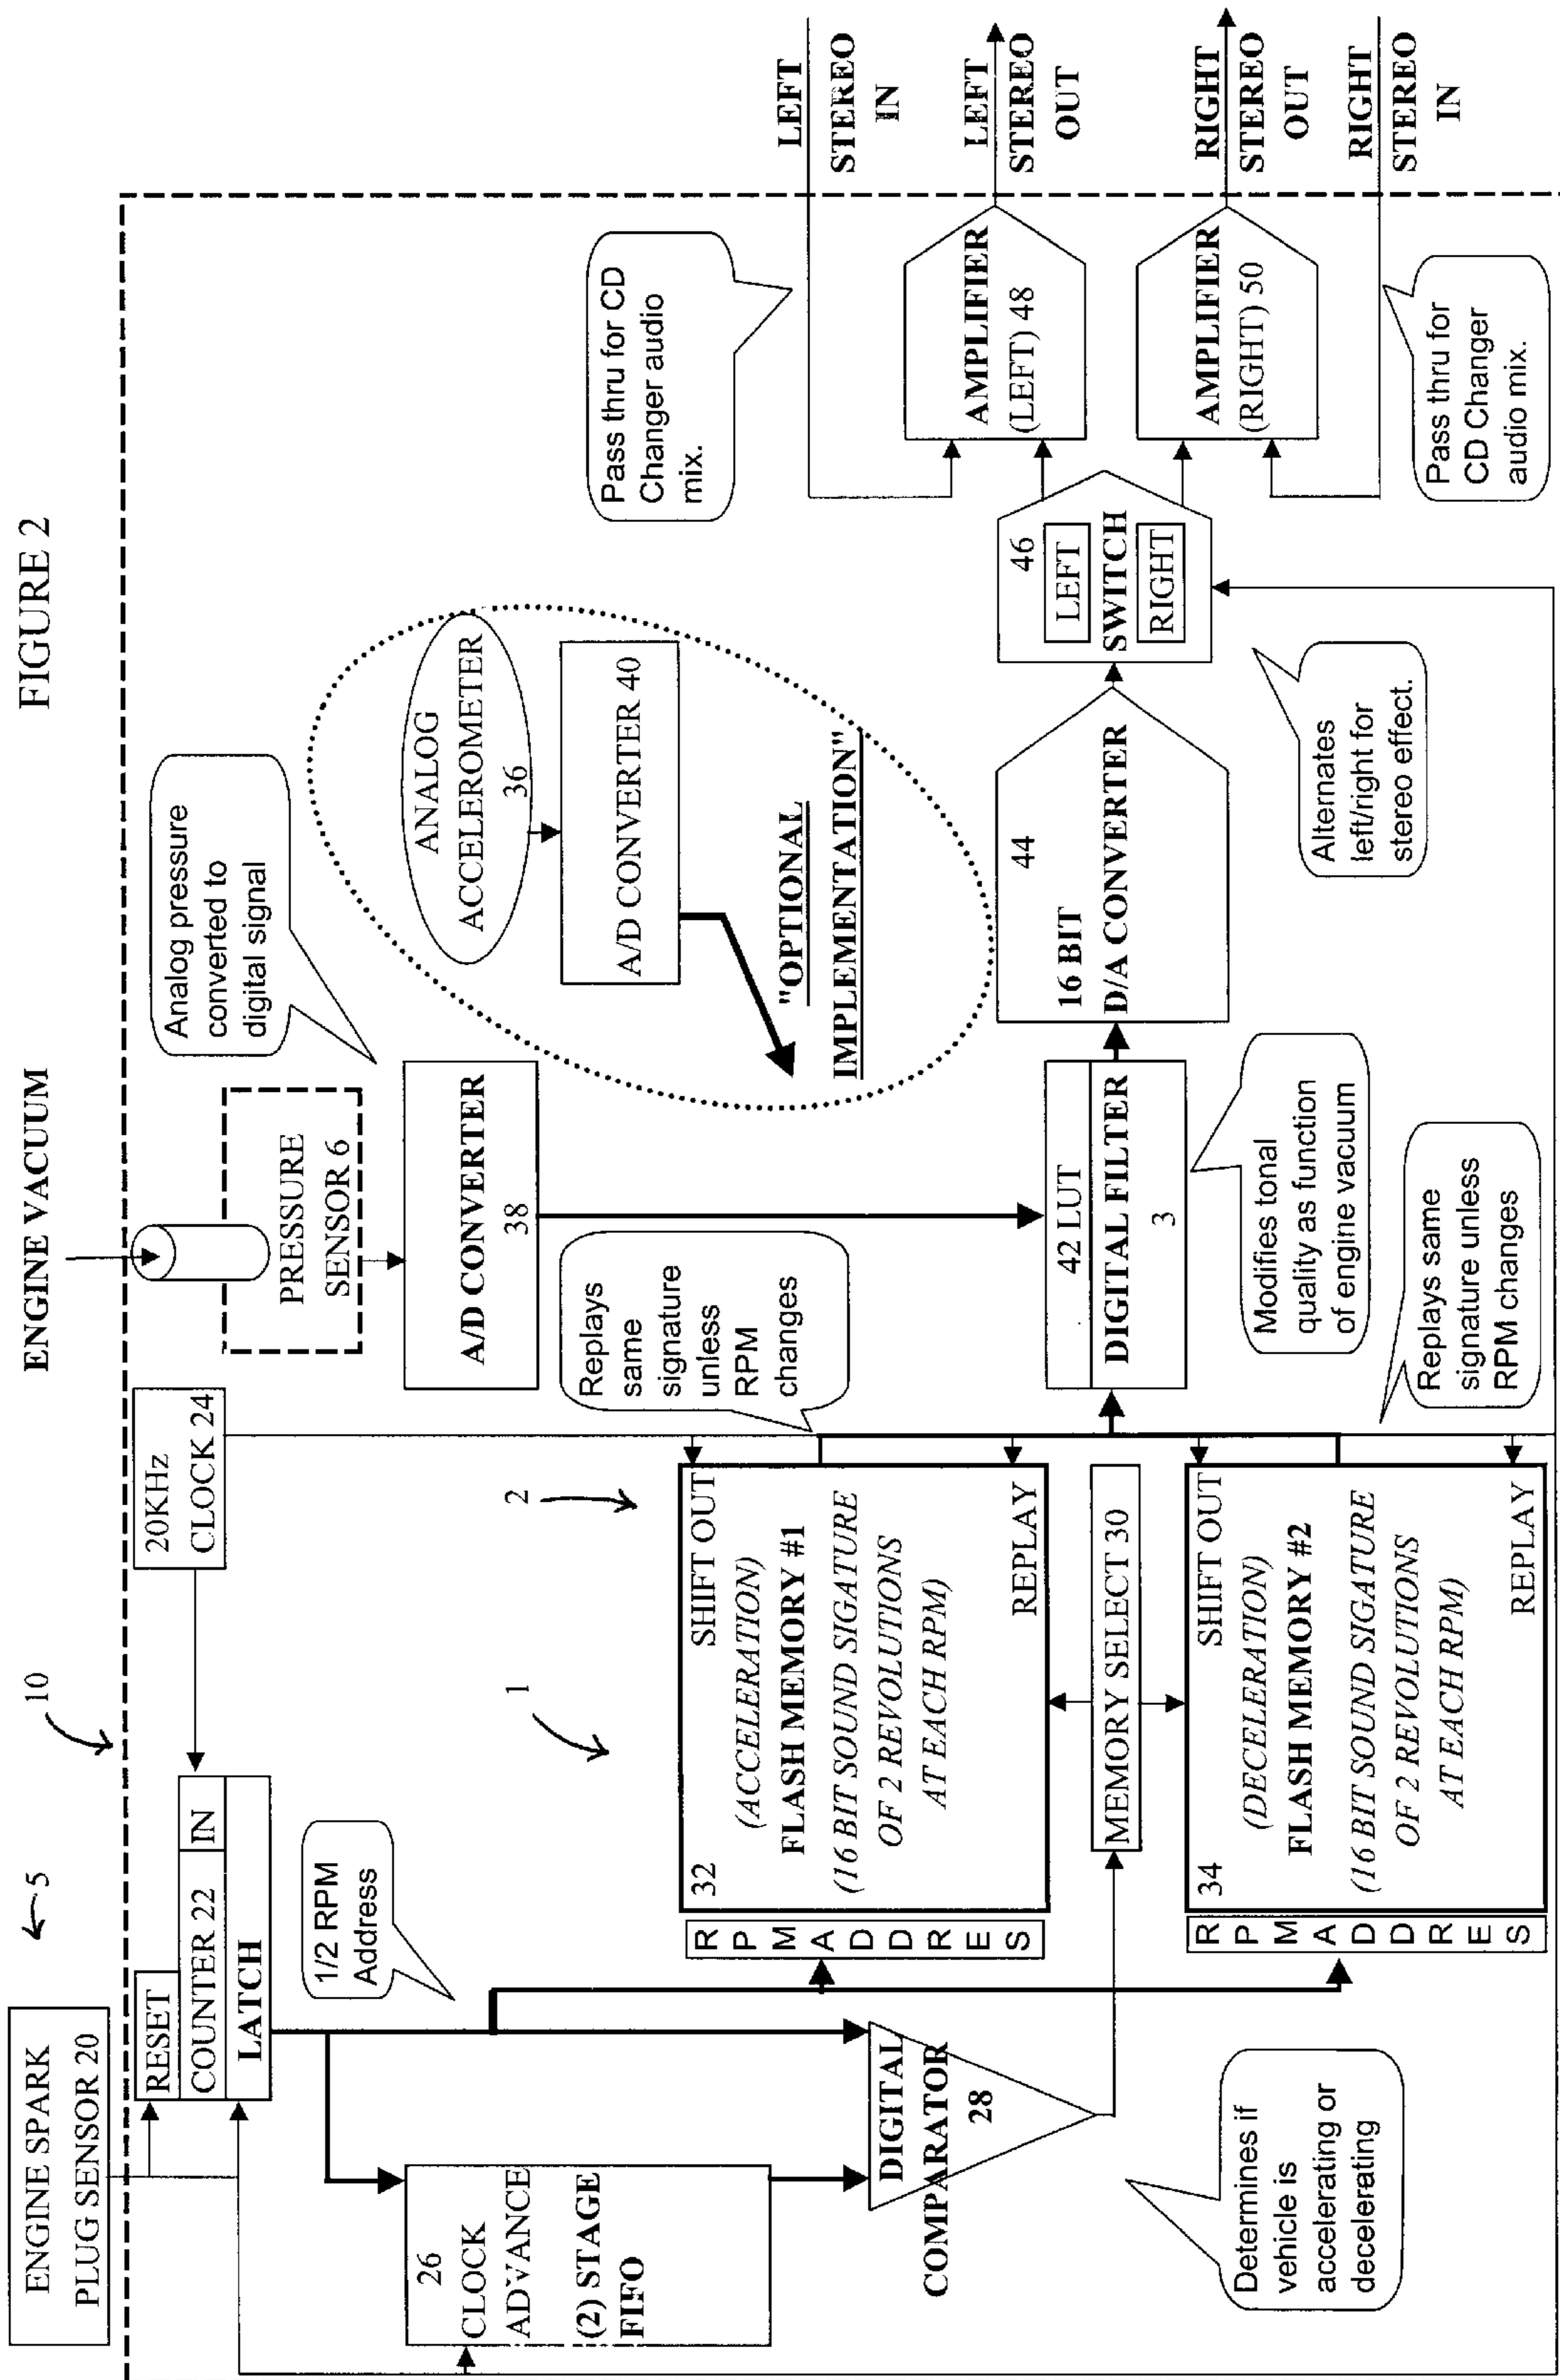 FIGURE 2
ENGINE SPARK
PLUG SENSOR 20
5
10
ENGINE VACUUM
RESET
COUNTER 22
IN
LATCH
20KHz
CLOCK 24
PRESSURE
SENSOR 6
Analog pressure
converted to
digital signal
1/2 RPM
Address
A/D CONVERTER
38
ANALOG
ACCELEROMETER
36
A/D CONVERTER 40
"OPTIONAL
IMPLEMENTATION"
26
CLOCK
ADVANCE
(2) STAGE
FIFO
1
2
Replays
same
signature
unless
RPM
changes
Pass thru for CD
Changer audio
mix.
LEFT
STEREO
IN
RPM ADDRES
32
SHIFT OUT
(ACCELERATION)
FLASH MEMORY #1
(16 BIT SOUND SIGATURE
OF 2 REVOLUTIONS
AT EACH RPM)
REPLAY
DIGITAL
COMPARATOR
28
MEMORY SELECT 30
42 LUT
DIGITAL FILTER
3
44
16 BIT
D/A CONVERTER
46
LEFT
SWITCH
RIGHT
AMPLIFIER
(LEFT) 48
LEFT
STEREO
OUT
AMPLIFIER
(RIGHT) 50
RIGHT
STEREO
OUT
RIGHT
STEREO
IN
Determines if
vehicle is
accelerating or
decelerating
RPM ADDRES
34
SHIFT OUT
(DECELERATION)
FLASH MEMORY #2
(16 BIT SOUND SIGATURE
OF 2 REVOLUTIONS
AT EACH RPM)
REPLAY
Modifies tonal
quality as function
of engine vacuum
Replays same
signature unless
RPM changes
Alternates
left/right for
stereo effect.
Pass thru for
CD Changer
audio mix.